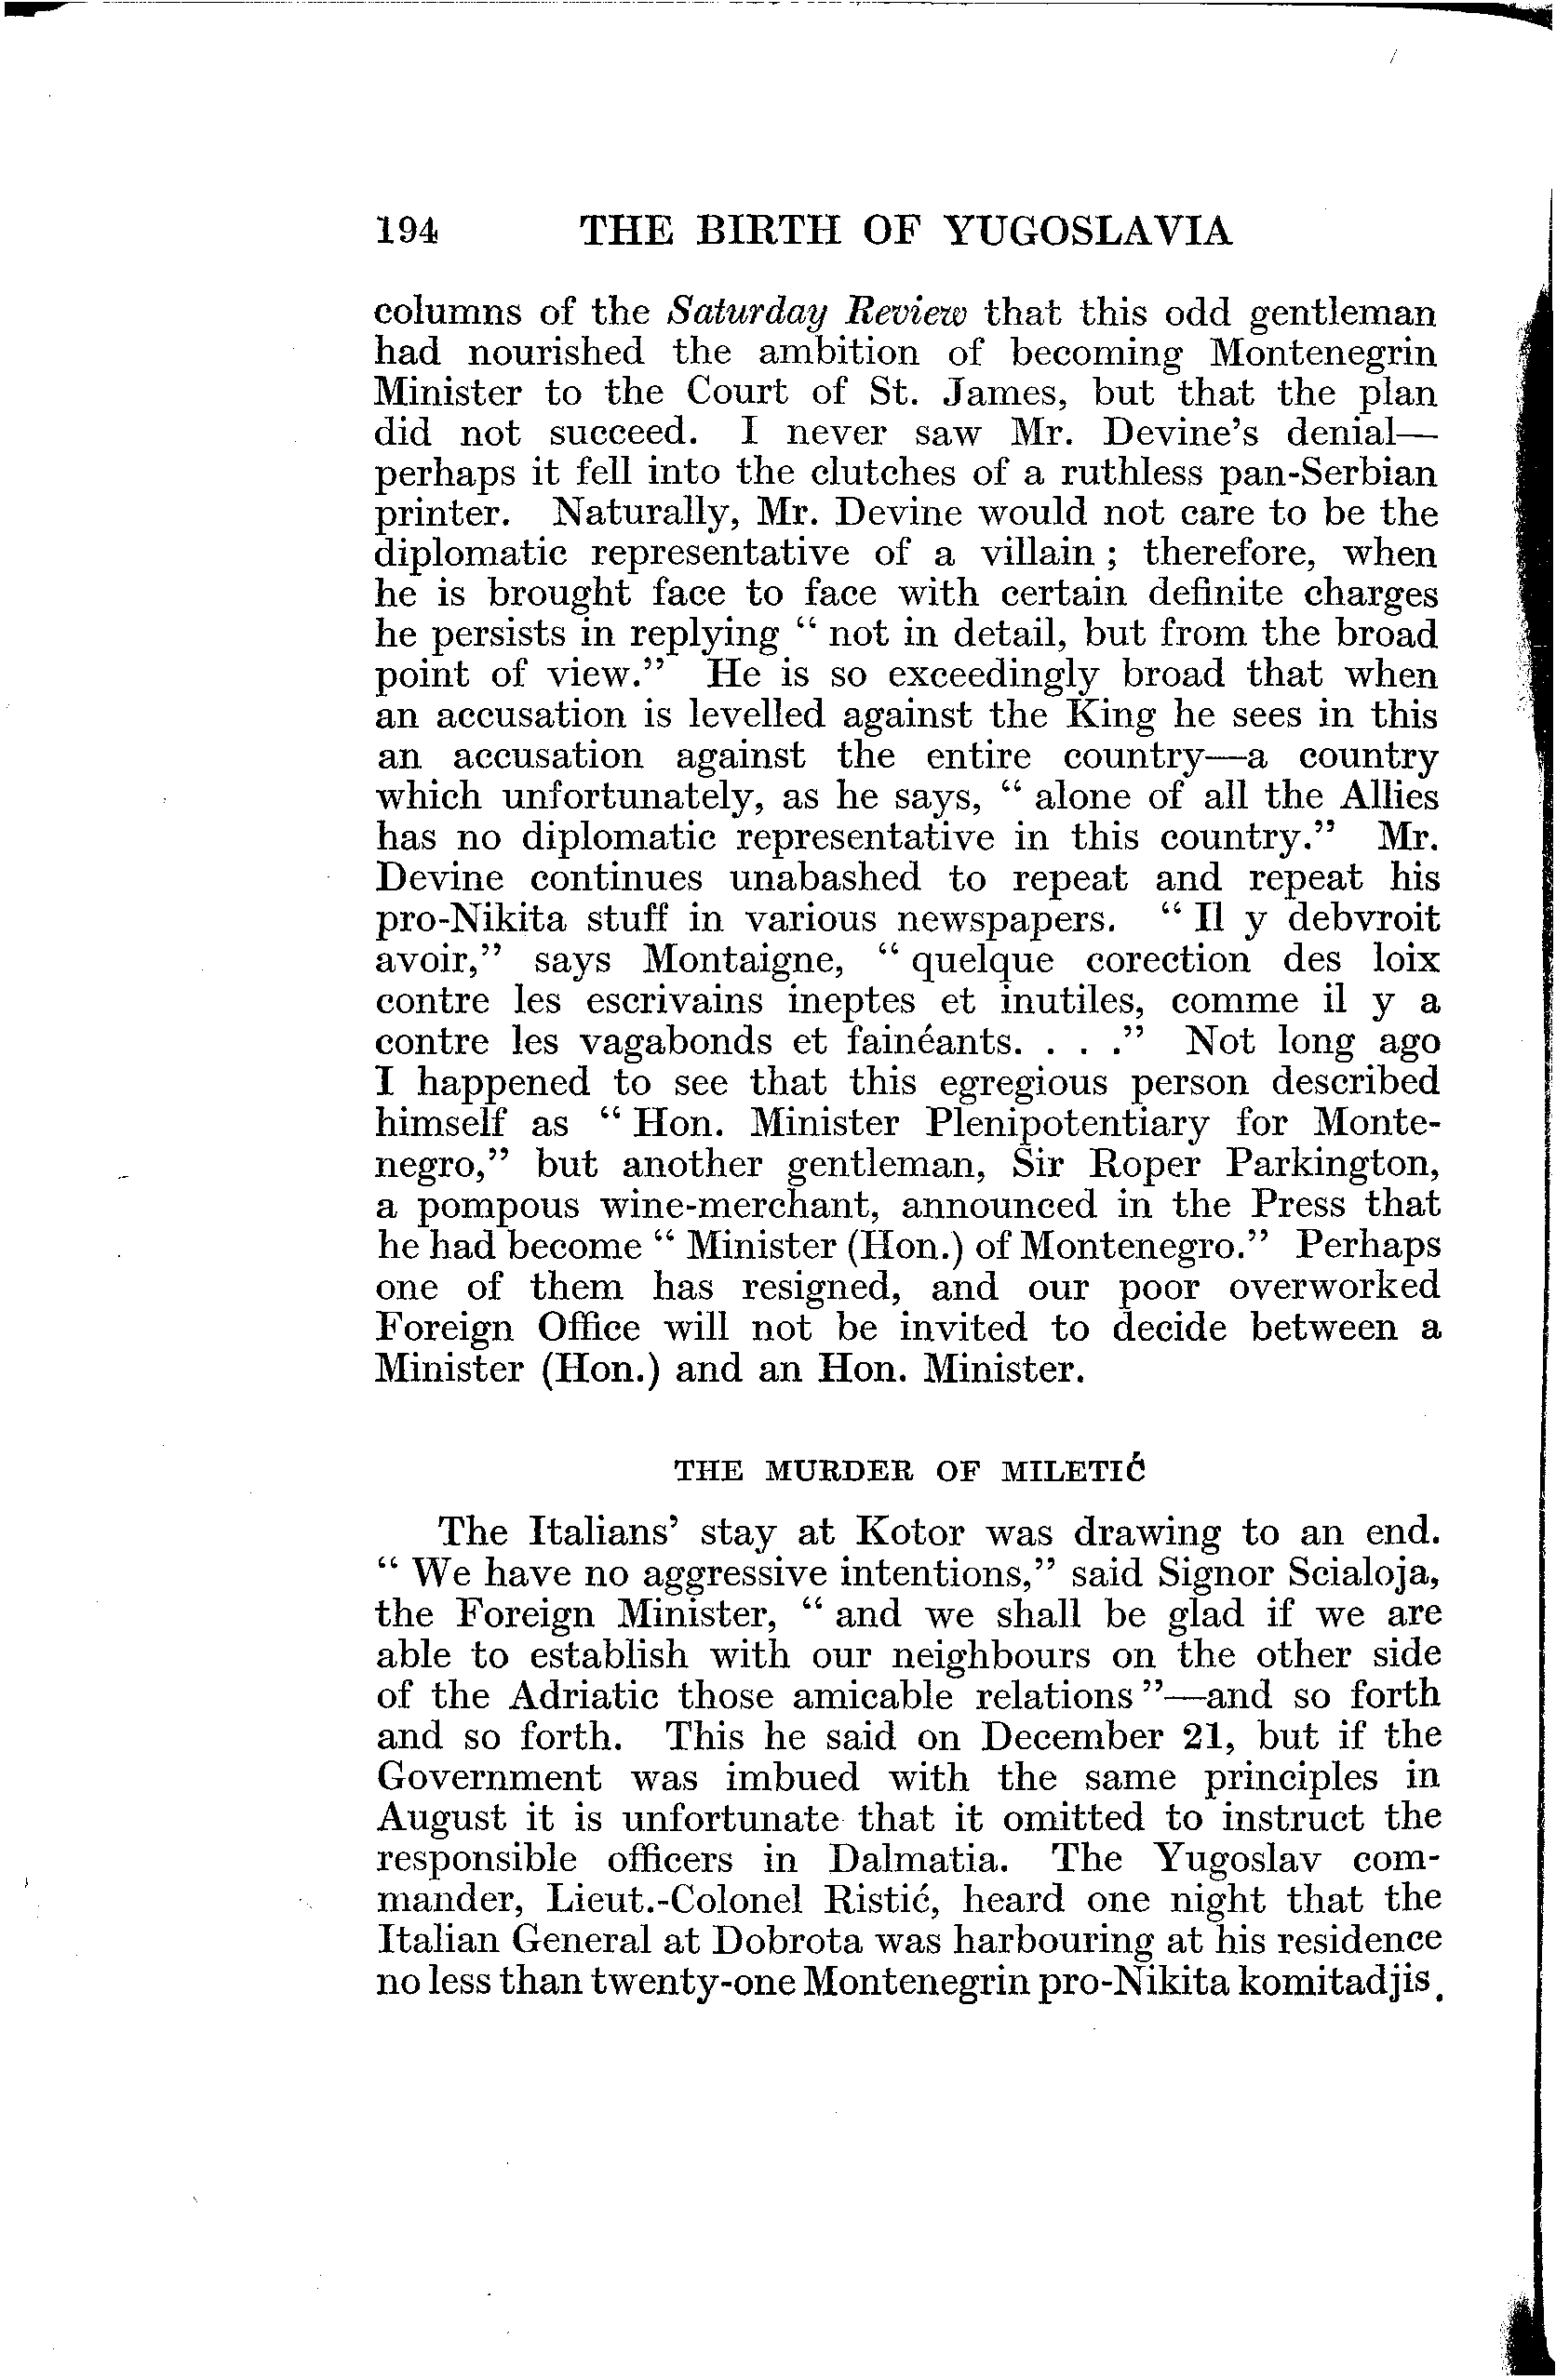 194 THE BIRTH OF YUGOSLAVIA
columns of the Saturday Review that this odd gentleman
had nourished the ambition of becoming Montenegrin
Minister to the Court of St. James, but that the plan
did not succeed. I never saw Mr. Devine's denial—
perhaps it fell into the clutches of a ruthless pan-Serbian
printer. Naturally, Mr. Devine would not care to be the
diplomatic representative of a villain ; therefore, when
he is brought face to face with certain definite charges
he persists in replying “ not in detail, but from the broad
point of view.” He is so exceedingly broad that when
an accusation is levelled against the King he sees in this
an accusation against the entire country—a country
which unfortunately, as he says, “ alone of all the Allies
has no diplomatic representative in this country.” Mr.
Devine continues unabashed to repeat and repeat his
pro-Nikita stuff in various newspapers. “ Il y debvroit
avoir,” says Montaigne, “ quelque corection des loix
contre les escrivains ineptes et inutiles, comme il y a
contre les vagabonds et fainéants. . . .” Not long ago
I happened to see that this egregious person described
himself as “ Hon. Minister Plenipotentiary for Monte-
negro,” but another gentleman, Sir Roper Parkington,
a pompous wine-merchant, announced in the Press that
he had become “ Minister (Hon.) of Montenegro.” Perhaps
one of them has resigned, and our poor overworked
Foreign Office will not be invited to decide between a
Minister (Hon.) and an Hon. Minister.
THE MURDER OF MILETIĆ
The Italians' stay at Kotor was drawing to an end.
“ We have no aggressive intentions,” said Signor Scialoja,
the Foreign Minister, “ and we shall be glad if we are
able to establish with our neighbours on the other side
of the Adriatic those amicable relations ”—and so forth
and so forth. This he said on December 21, but if the
Government was imbued with the same principles in
August it is unfortunate that it omitted to instruct the
responsible officers in Dalmatia. The Yugoslav com-
mander, Lieut.-Colonel Ristić, heard one night that the
Italian General at Dobrota was harbouring at his residence
no less than twenty-one Montenegrin pro-Nikita komitadjis.